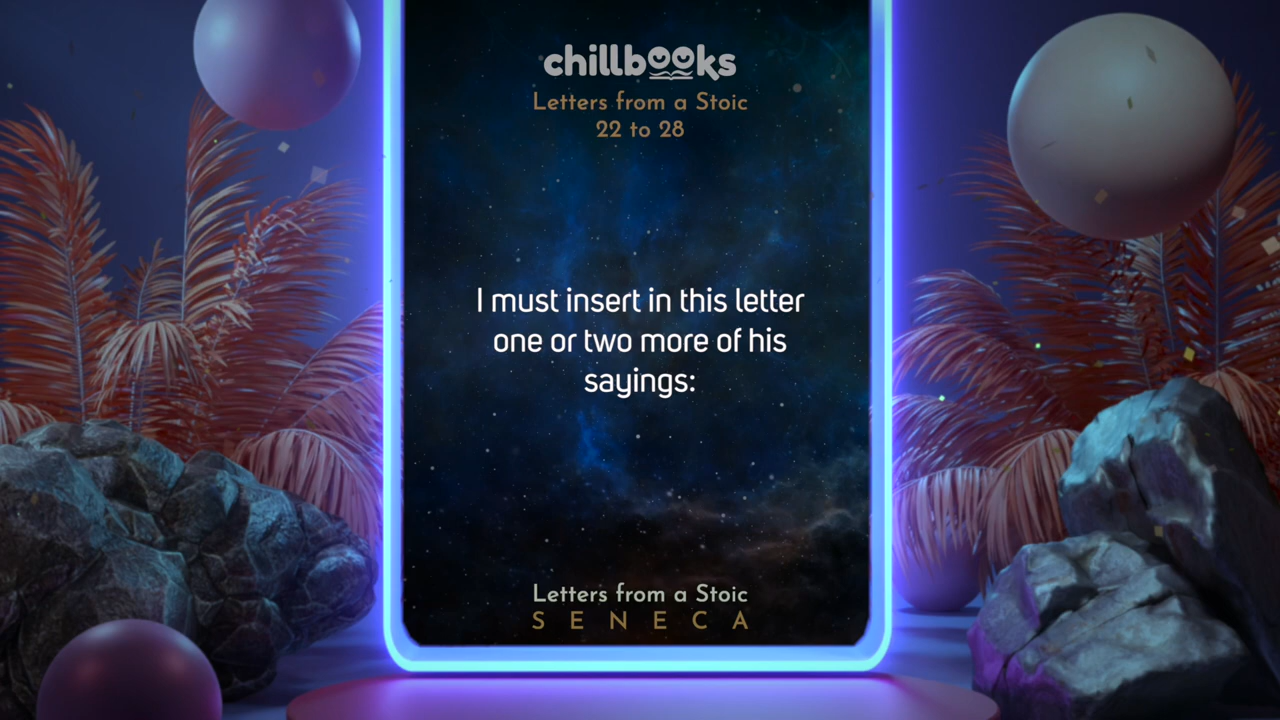 chillbooks
Letters from a Stoic
22 to 28
I must insert in this letter
one or two more of his
sayings:
Letters from a Stoic
SENECA